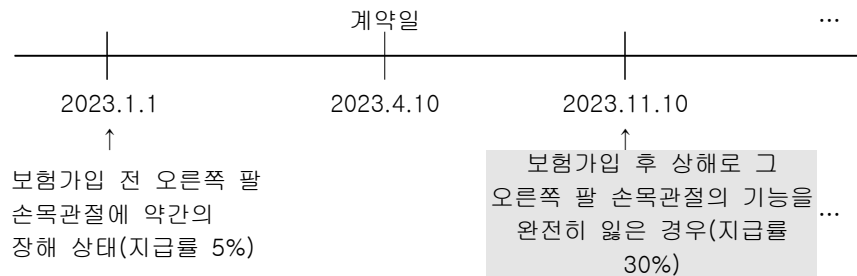 계약일
…
2023.1.1
2023.4.10
2023.11.10
↑
↑
보험가입 전 오른쪽 팔
손목관절에 약간의
장해 상태(지급률 5%)
보험가입 후 상해로 그
오른쪽 팔 손목관절의 기능을
완전히 잃은 경우(지급률
30%)
…